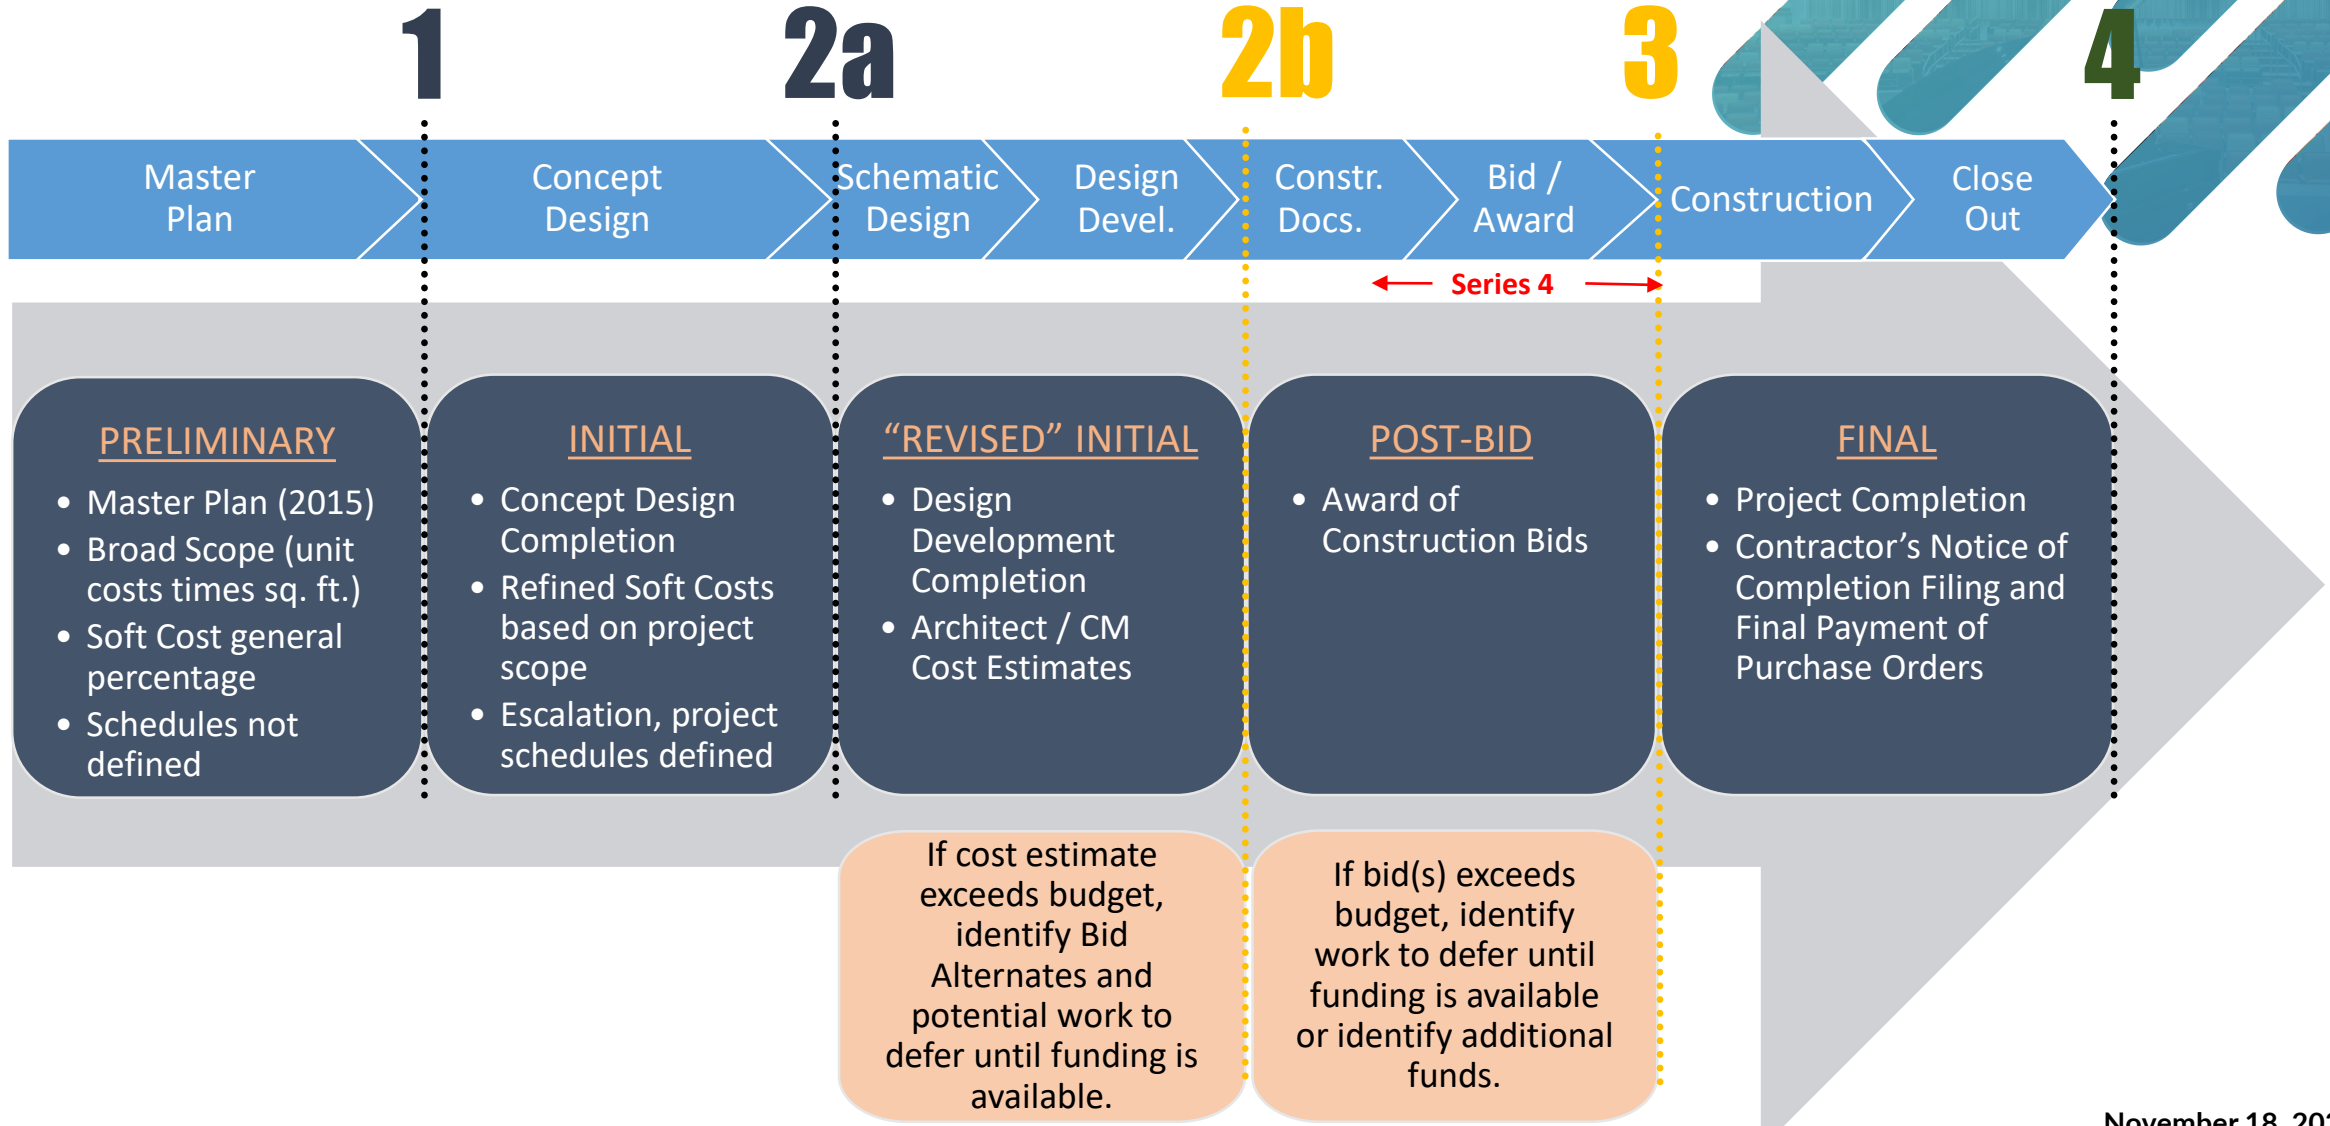 1
2a
2b
3
4
Master
Plan
Concept
Design
Schematic
Design
Design
Devel.
Constr.
Docs.
Bid /
Award
Construction
Close
Out
Series 4
PRELIMINARY
• Master Plan (2015)
• Broad Scope (unit
costs times sq. ft.)
• Soft Cost general
percentage
• Schedules not
defined
INITIAL
• Concept Design
Completion
• Refined Soft Costs
based on project
scope
• Escalation, project
schedules defined
“REVISED” INITIAL
• Design
Development
Completion
• Architect / CM
Cost Estimates
POST-BID
• Award of
Construction Bids
FINAL
• Project Completion
• Contractor’s Notice of
Completion Filing and
Final Payment of
Purchase Orders
If cost estimate
exceeds budget,
identify Bid
Alternates and
potential work to
defer until funding is
available.
If bid(s) exceeds
budget, identify
work to defer until
funding is available
or identify additional
funds.
November 18,